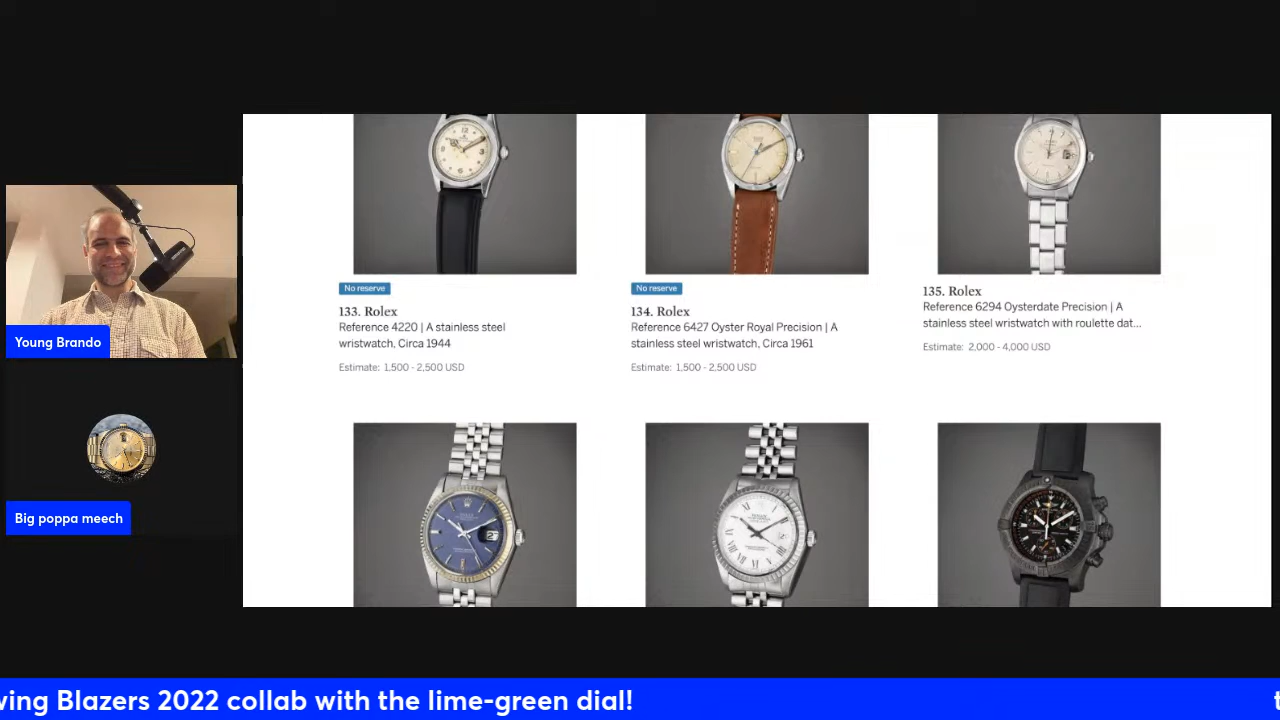 Young Brando
Big poppa meech
No reserve
133. Rolex
Reference 4220 | A stainless steel
wristwatch, Circa 1944
Estimate: 1,500 - 2,500 USD
No reserve
134. Rolex
Reference 6427 Oyster Royal Precision | A
stainless steel wristwatch, Circa 1961
Estimate: 1,500 - 2,500 USD
135. Rolex
Reference 6294 Oysterdate Precision | A
stainless steel wristwatch with roulette dat...
Estimate: 2,000 - 4,000 USD
ving Blazers 2022 collab with the lime-green dial!